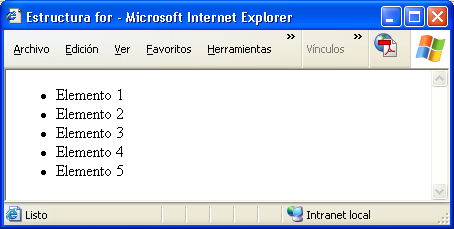 Estructura for - Microsoft Internet Explorer
Archivo Edición Ver Favoritos Herramientas » Vínculos »
Elemento 1
Elemento 2
Elemento 3
Elemento 4
Elemento 5
Listo Intranet local